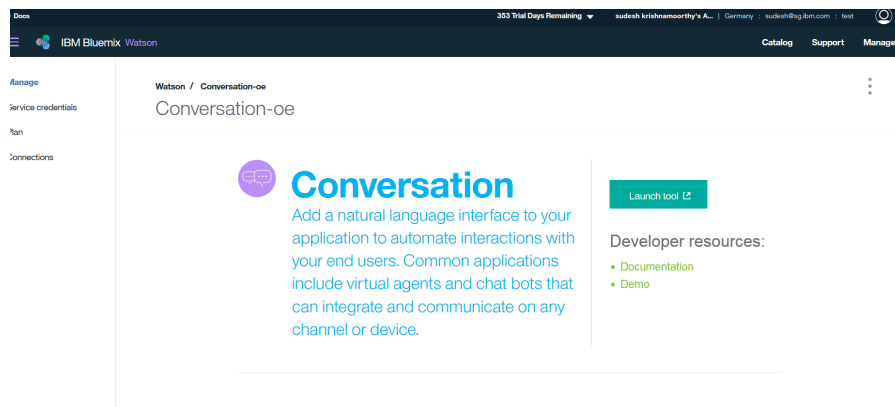 Docs
353 Trial Days Remaining
sudesh krishnamoorthy's A... | Germany : sudesh@sg.ibm.com : test
IBM Bluemix Watson
Catalog Support Manage
Manage
Service credentials
Plan
Connections
Watson / Conversation-oe
Conversation-oe
Conversation
Add a natural language interface to your
application to automate interactions with
your end users. Common applications
include virtual agents and chat bots that
can integrate and communicate on any
channel or device.
Launch tool
Developer resources:
• Documentation
• Demo